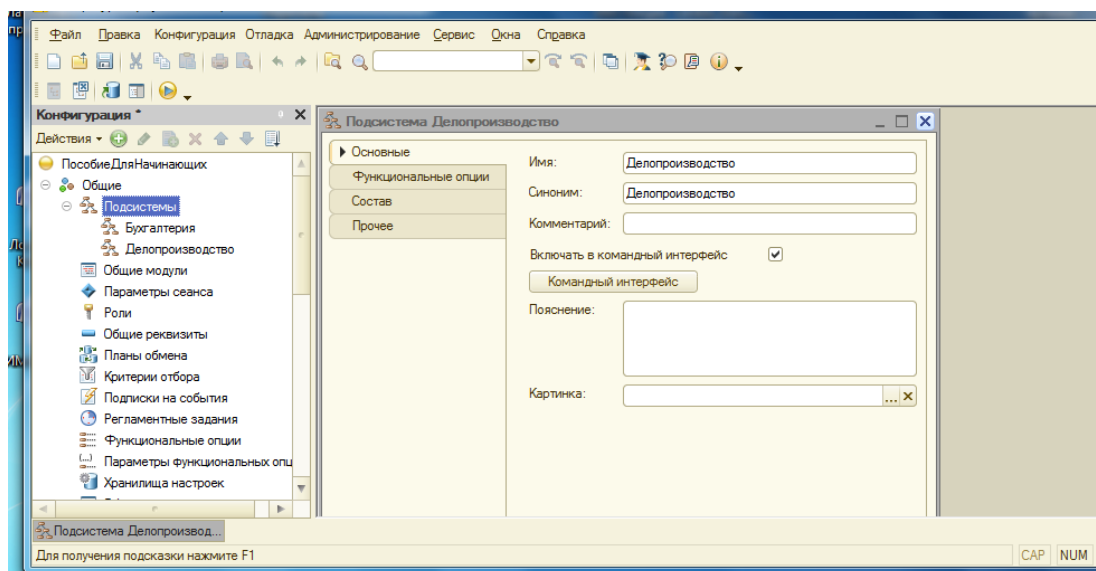 Файл Правка Конфигурация Отладка Администрирование Сервис Окна Справка
Конфигурация *
Действия
ПособиеДляНачинающих
Общие
Подсистемы
Бухгалтерия
Делопроизводство
Общие модули
Параметры сеанса
Роли
Общие реквизиты
Планы обмена
Критерии отбора
Подписки на события
Регламентные задания
Функциональные опции
Параметры функциональных опц
Хранилища настроек
Подсистема Делопроизводство
Основные
Функциональные опции
Состав
Прочее
Имя: Делопроизводство
Синоним: Делопроизводство
Комментарий:
Включать в командный интерфейс
Командный интерфейс
Пояснение:
Картинка:
... x
Подсистема Делопроизвод...
Для получения подсказки нажмите F1
CAP NUM